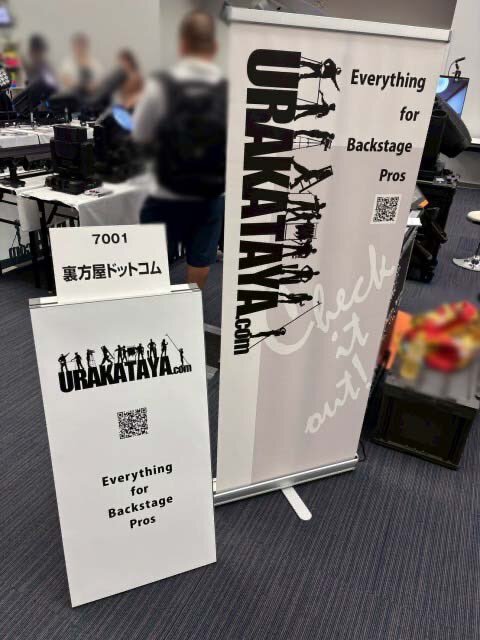 7001
裏方屋ドットコム
URAKATAYA.com
Everything
for
Backstage
Pros
URAKATAYA.com
Everything
for
Backstage
Pros
Check
it
out!